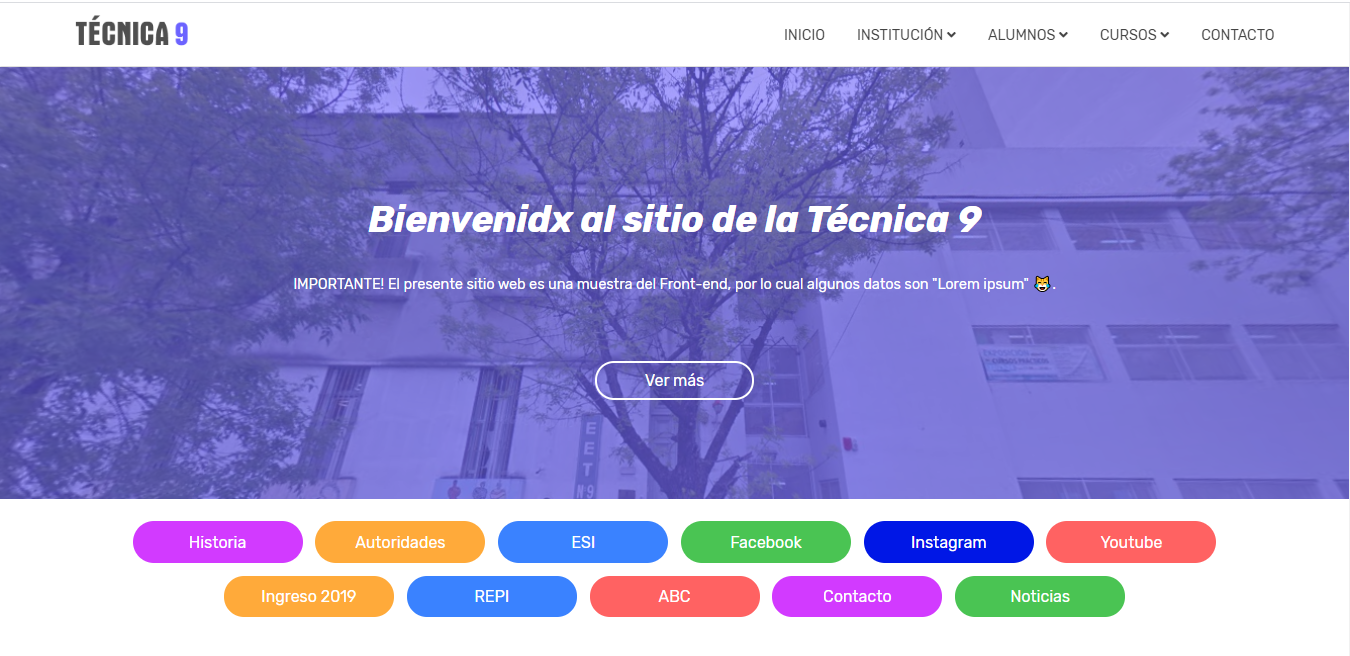 TÉCNICA 9
INICIO INSTITUCIÓN ALUMNOS CURSOS CONTACTO
Bienvenidx al sitio de la Técnica 9
IMPORTANTE! El presente sitio web es una muestra del Front-end, por lo cual algunos datos son "Lorem ipsum" 😹.
Ver más
EET
N9
Historia Autoridades ESI Facebook Instagram Youtube
Ingreso 2019 REPI ABC Contacto Noticias